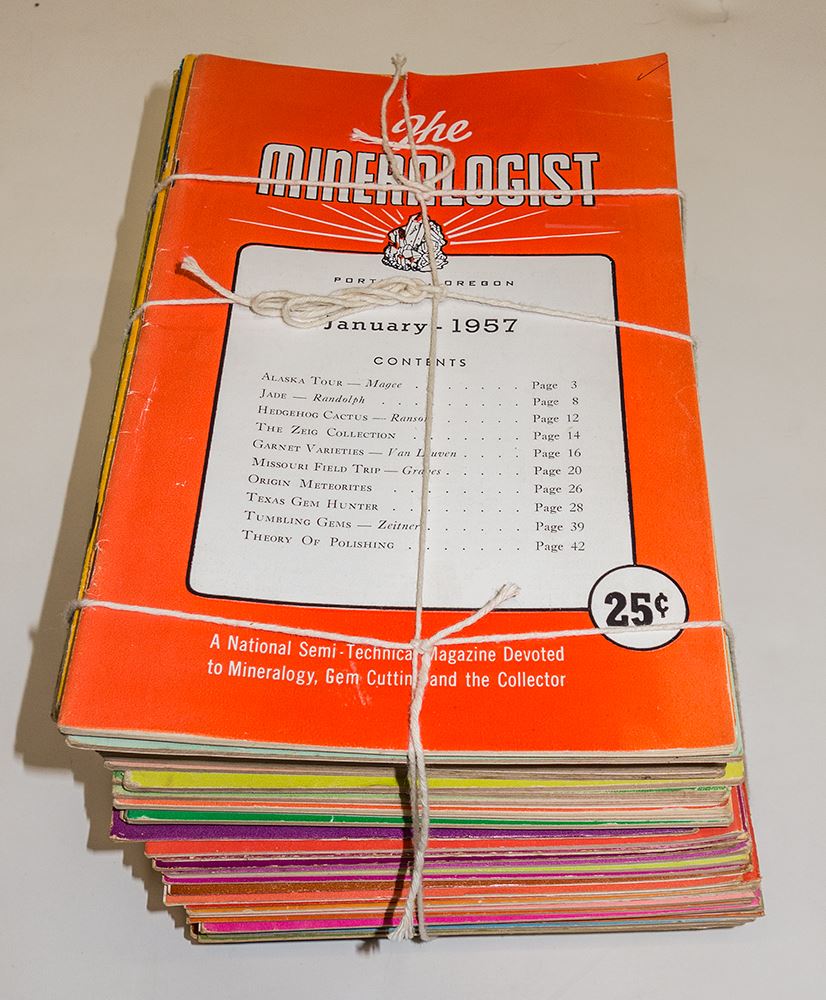 The
MINERALOGIST
PORTLAND, OREGON
January - 1957
CONTENTS
ALASKA TOUR — Magee . . . . . . . . Page 3
JADE — Randolph . . . . . . . . . . Page 8
HEDGEHOG CACTUS — Ransom . . . . . . Page 12
THE ZEIG COLLECTION . . . . . . . . Page 14
GARNET VARIETIES — Van Leuven . . . . Page 16
MISSOURI FIELD TRIP — Graves . . . . . Page 20
ORIGIN METEORITES . . . . . . . . . Page 26
TEXAS GEM HUNTER . . . . . . . . . Page 28
TUMBLING GEMS — Zeitner . . . . . . . Page 39
THEORY OF POLISHING . . . . . . . . Page 42
25¢
A National Semi-Technical Magazine Devoted
to Mineralogy, Gem Cutting and the Collector